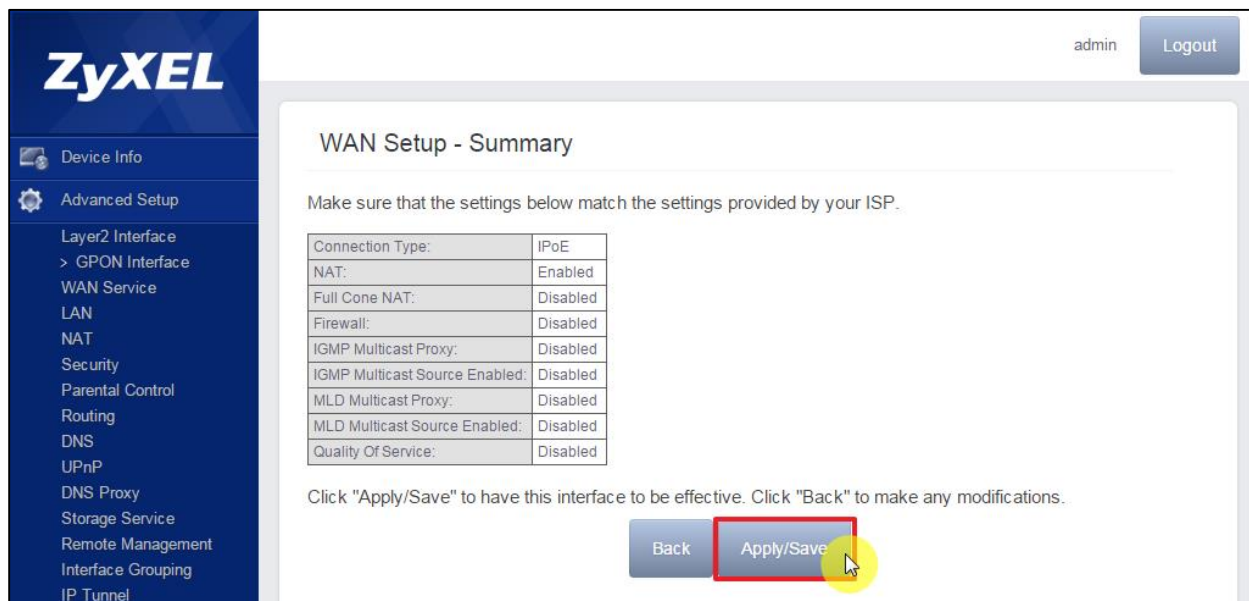 ZyXEL
admin
Logout
Device Info
Advanced Setup
Layer2 Interface
> GPON Interface
WAN Service
LAN
NAT
Security
Parental Control
Routing
DNS
UPnP
DNS Proxy
Storage Service
Remote Management
Interface Grouping
IP Tunnel
WAN Setup - Summary
Make sure that the settings below match the settings provided by your ISP.
Connection Type: IPoE
NAT: Enabled
Full Cone NAT: Disabled
Firewall: Disabled
IGMP Multicast Proxy: Disabled
IGMP Multicast Source Enabled: Disabled
MLD Multicast Proxy: Disabled
MLD Multicast Source Enabled: Disabled
Quality Of Service: Disabled
Click "Apply/Save" to have this interface to be effective. Click "Back" to make any modifications.
Back Apply/Save